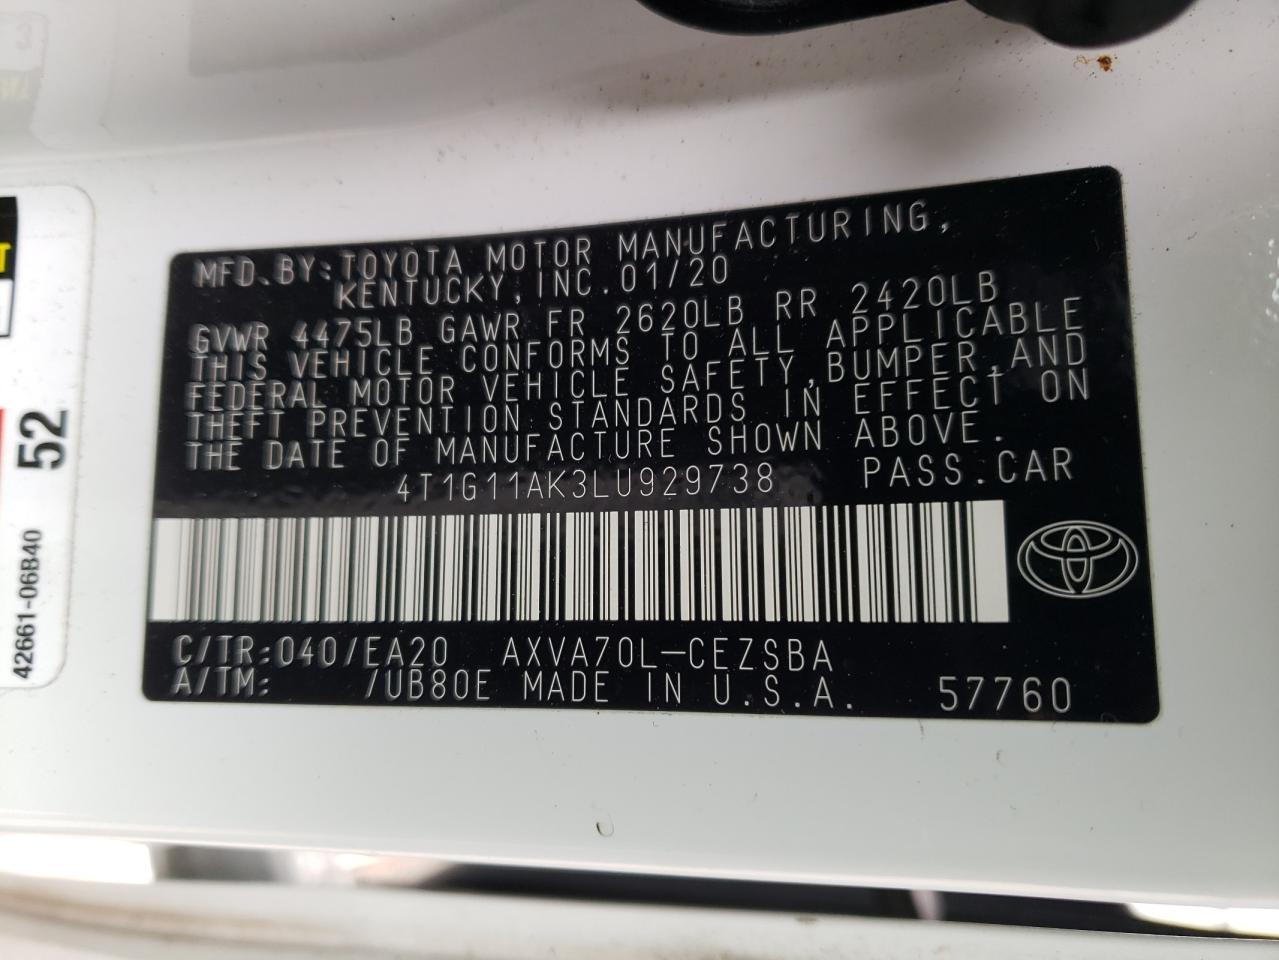 MFD. BY: TOYOTA MOTOR MANUFACTURING,
KENTUCKY, INC. 01/20
GVWR 4475LB GAWR FR 2620LB RR 2420LB
THIS VEHICLE CONFORMS TO ALL APPLICABLE
FEDERAL MOTOR VEHICLE SAFETY, BUMPER, AND
THEFT PREVENTION STANDARDS IN EFFECT ON
THE DATE OF MANUFACTURE SHOWN ABOVE.
4T1G11AK3LU929738 PASS. CAR
C/TR: 040/EA20 AXVA70L-CEZSBA
A/TM: /UB80E MADE IN U.S.A. 57760
52
42661-06B40